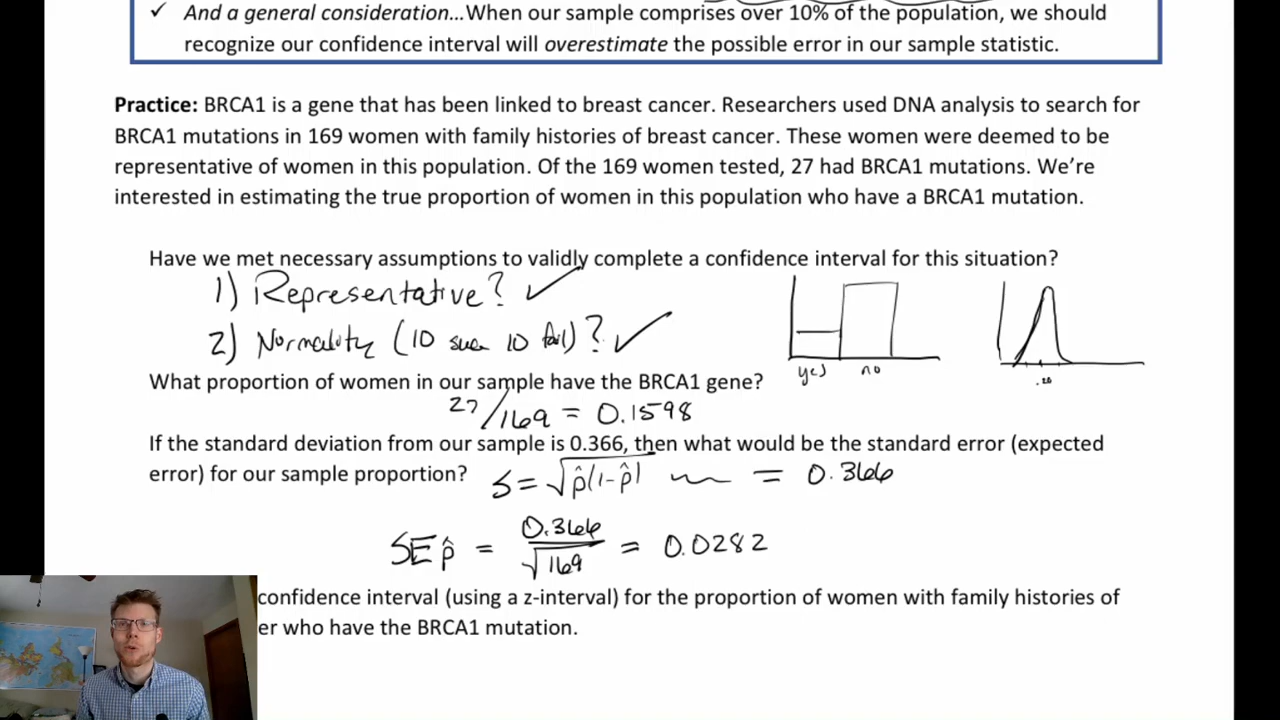 ✓ And a general consideration…When our sample comprises over 10% of the population, we should
recognize our confidence interval will overestimate the possible error in our sample statistic.
Practice: BRCA1 is a gene that has been linked to breast cancer. Researchers used DNA analysis to search for
BRCA1 mutations in 169 women with family histories of breast cancer. These women were deemed to be
representative of women in this population. Of the 169 women tested, 27 had BRCA1 mutations. We’re
interested in estimating the true proportion of women in this population who have a BRCA1 mutation.
Have we met necessary assumptions to validly complete a confidence interval for this situation?
1) Representative? ✓
2) Normality (10 succ 10 fail)? ✓
yes no
.20
What proportion of women in our sample have the BRCA1 gene?
27/169 = 0.1598
If the standard deviation from our sample is 0.366, then what would be the standard error (expected
error) for our sample proportion?
S = √p̂(1-p̂) = 0.366
SE p̂ = 0.366/√169 = 0.0282
confidence interval (using a z-interval) for the proportion of women with family histories of
er who have the BRCA1 mutation.